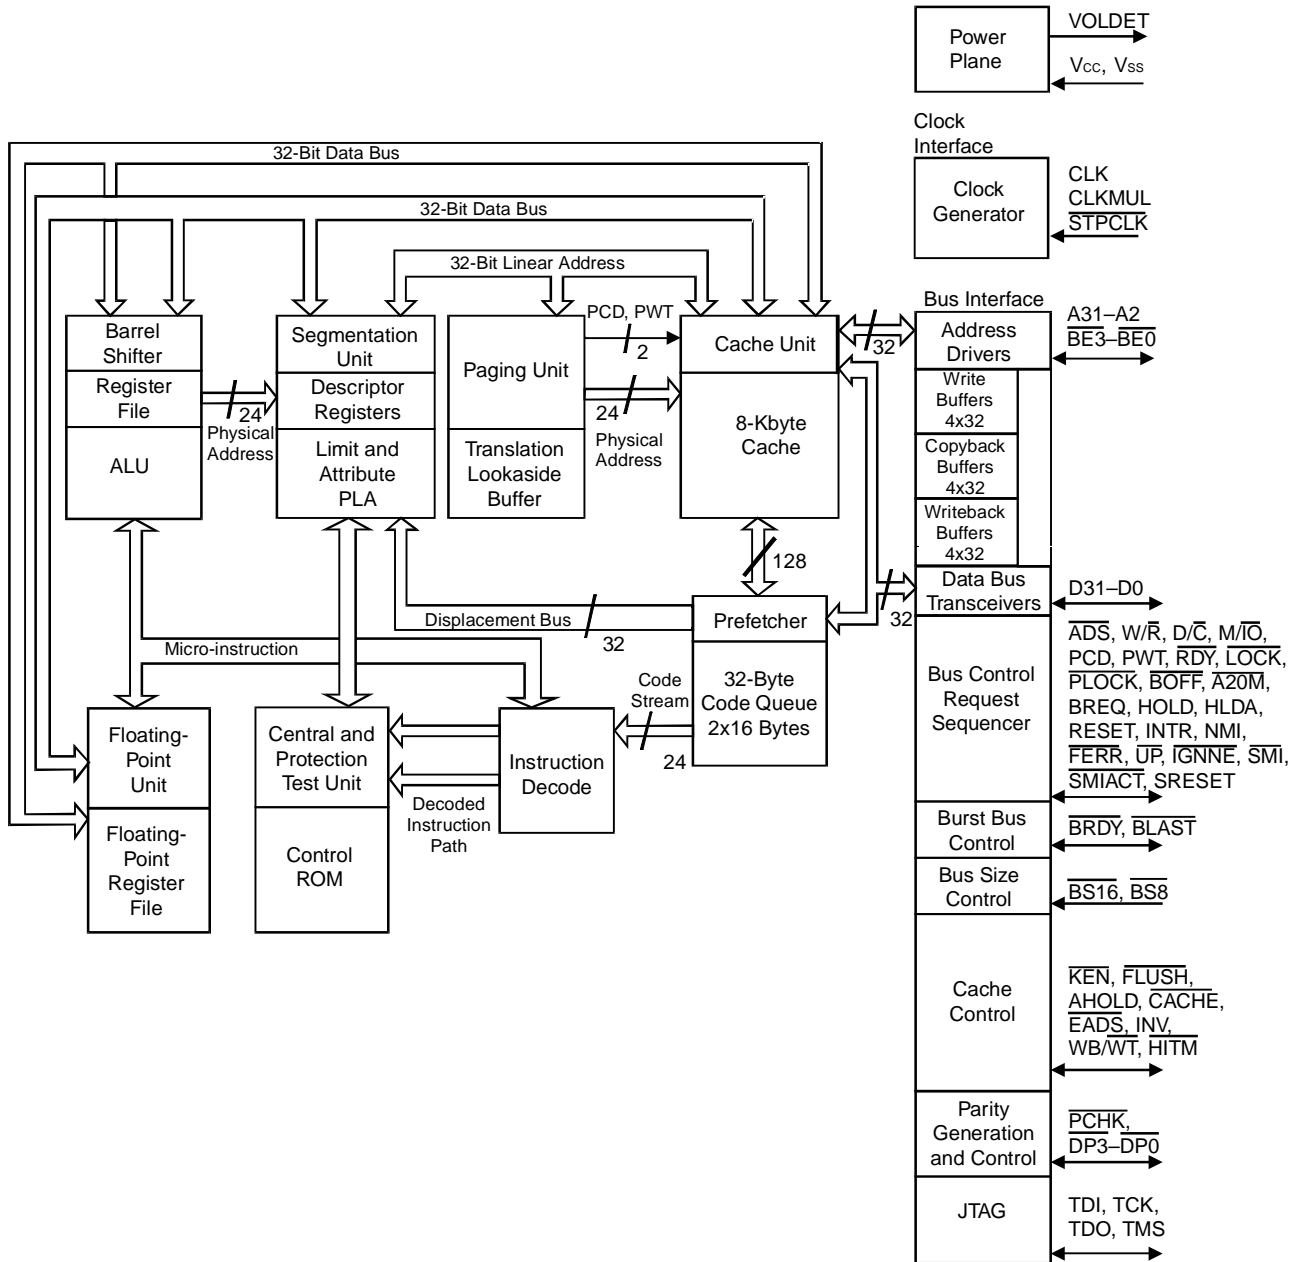 Power
Plane
VOLDET
VCC, VSS
Clock
Interface
Clock
Generator
CLK
CLKMUL
STPCLK
32-Bit Data Bus
32-Bit Data Bus
32-Bit Linear Address
PCD, PWT
2
Barrel
Shifter
Register
File
ALU
24
Physical
Address
Segmentation
Unit
Descriptor
Registers
Limit and
Attribute
PLA
Paging Unit
Translation
Lookaside
Buffer
24
Physical
Address
Cache Unit
8-Kbyte
Cache
32
Bus Interface
Address
Drivers
A31–A2
BE3–BE0
Write
Buffers
4x32
Copyback
Buffers
4x32
Writeback
Buffers
4x32
Data Bus
Transceivers
D31–D0
128
32
Displacement Bus
32
Prefetcher
32-Byte
Code Queue
2x16 Bytes
Micro-instruction
Code
Stream
24
Floating-
Point
Unit
Floating-
Point
Register
File
Central and
Protection
Test Unit
Control
ROM
Instruction
Decode
Decoded
Instruction
Path
Bus Control
Request
Sequencer
ADS, W/R, D/C, M/IO,
PCD, PWT, RDY, LOCK,
PLOCK, BOFF, A20M,
BREQ, HOLD, HLDA,
RESET, INTR, NMI,
FERR, UP, IGNNE, SMI,
SMIACT, SRESET
Burst Bus
Control
BRDY, BLAST
Bus Size
Control
BS16, BS8
Cache
Control
KEN, FLUSH,
AHOLD, CACHE,
EADS, INV,
WB/WT, HITM
Parity
Generation
and Control
PCHK,
DP3–DP0
JTAG
TDI, TCK,
TDO, TMS